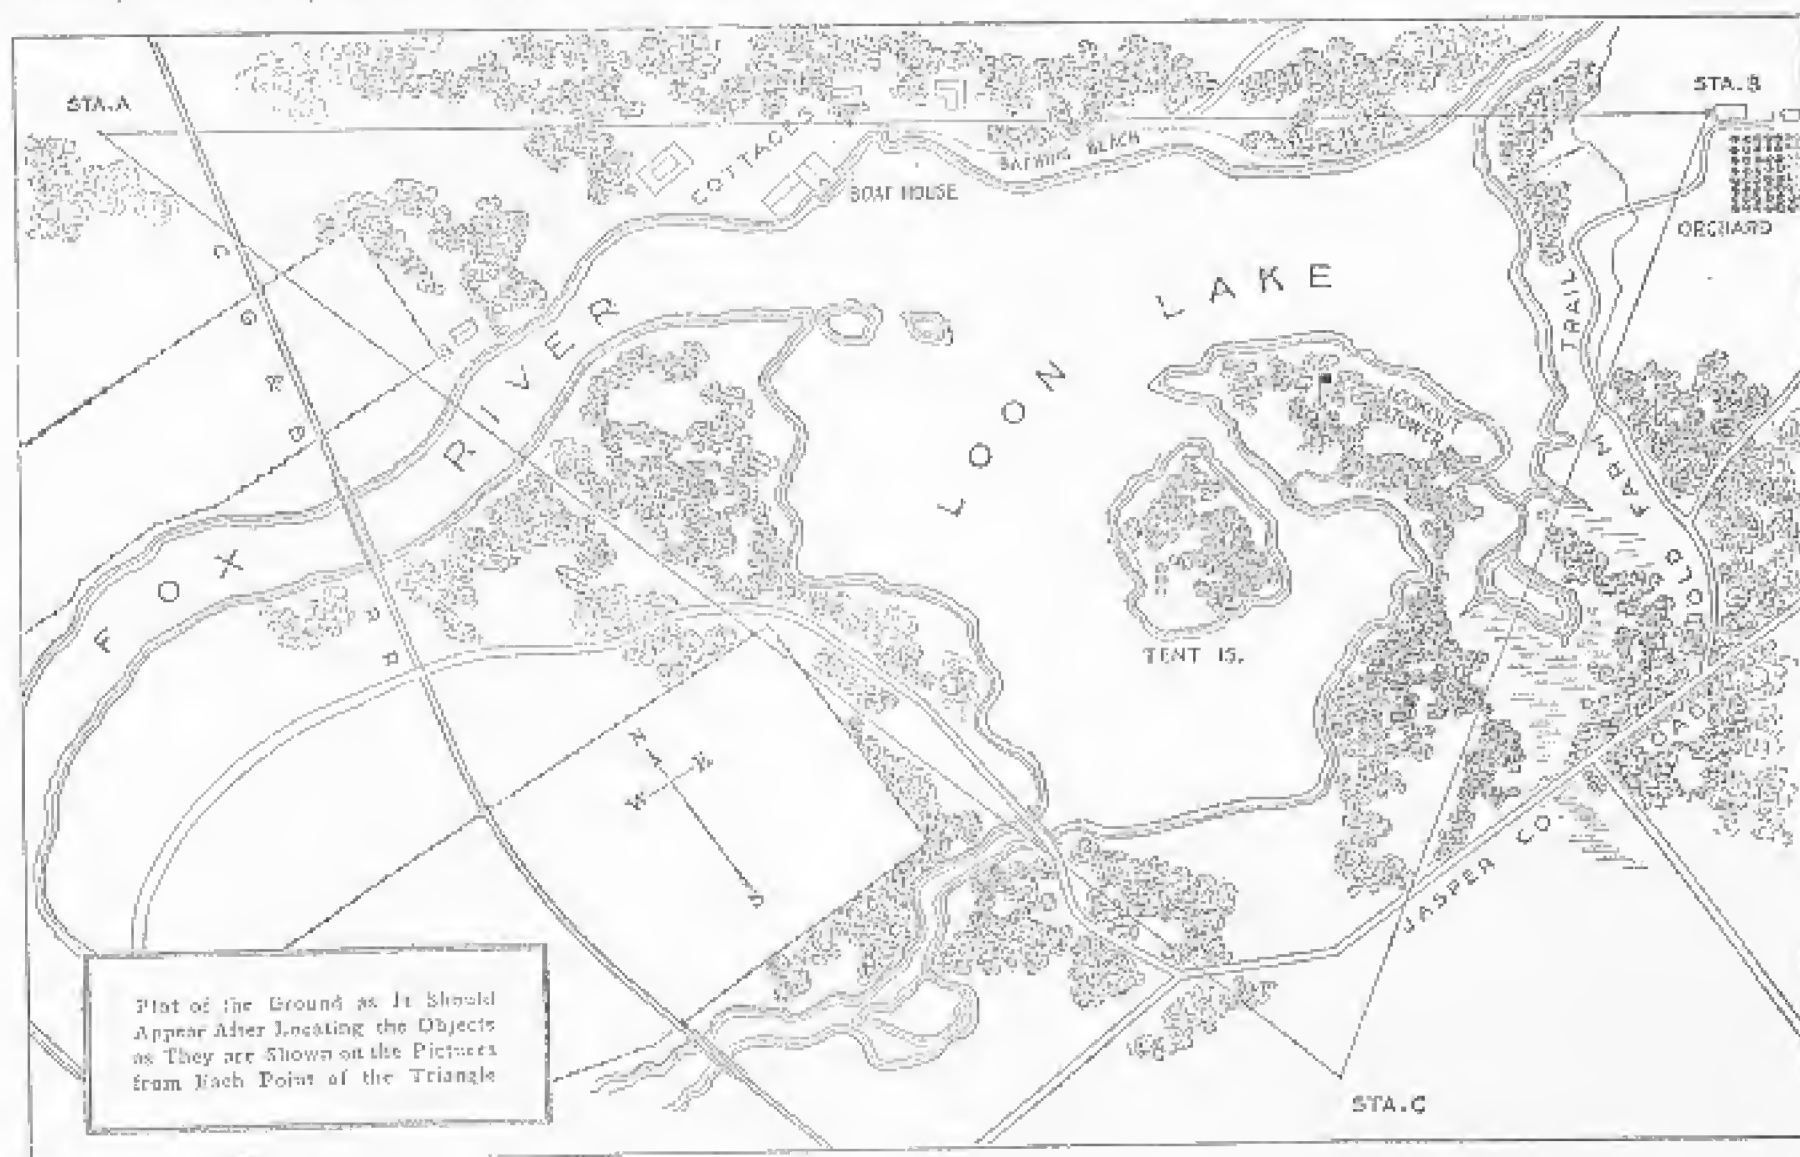 STA.A
STA.B
COTTAGES
BATHING BEACH
BOAT HOUSE
ORCHARD
LOON LAKE
TRAIL
FOX RIVER
LOOKOUT
TOWER
FARM
OLD
TENT IS.
ROAD
JASPER CO.
N
E
W
S
STA.C
Plat of the Ground as It Should
Appear After Locating the Objects
as They are Shown on the Pictures
from Each Point of the Triangle